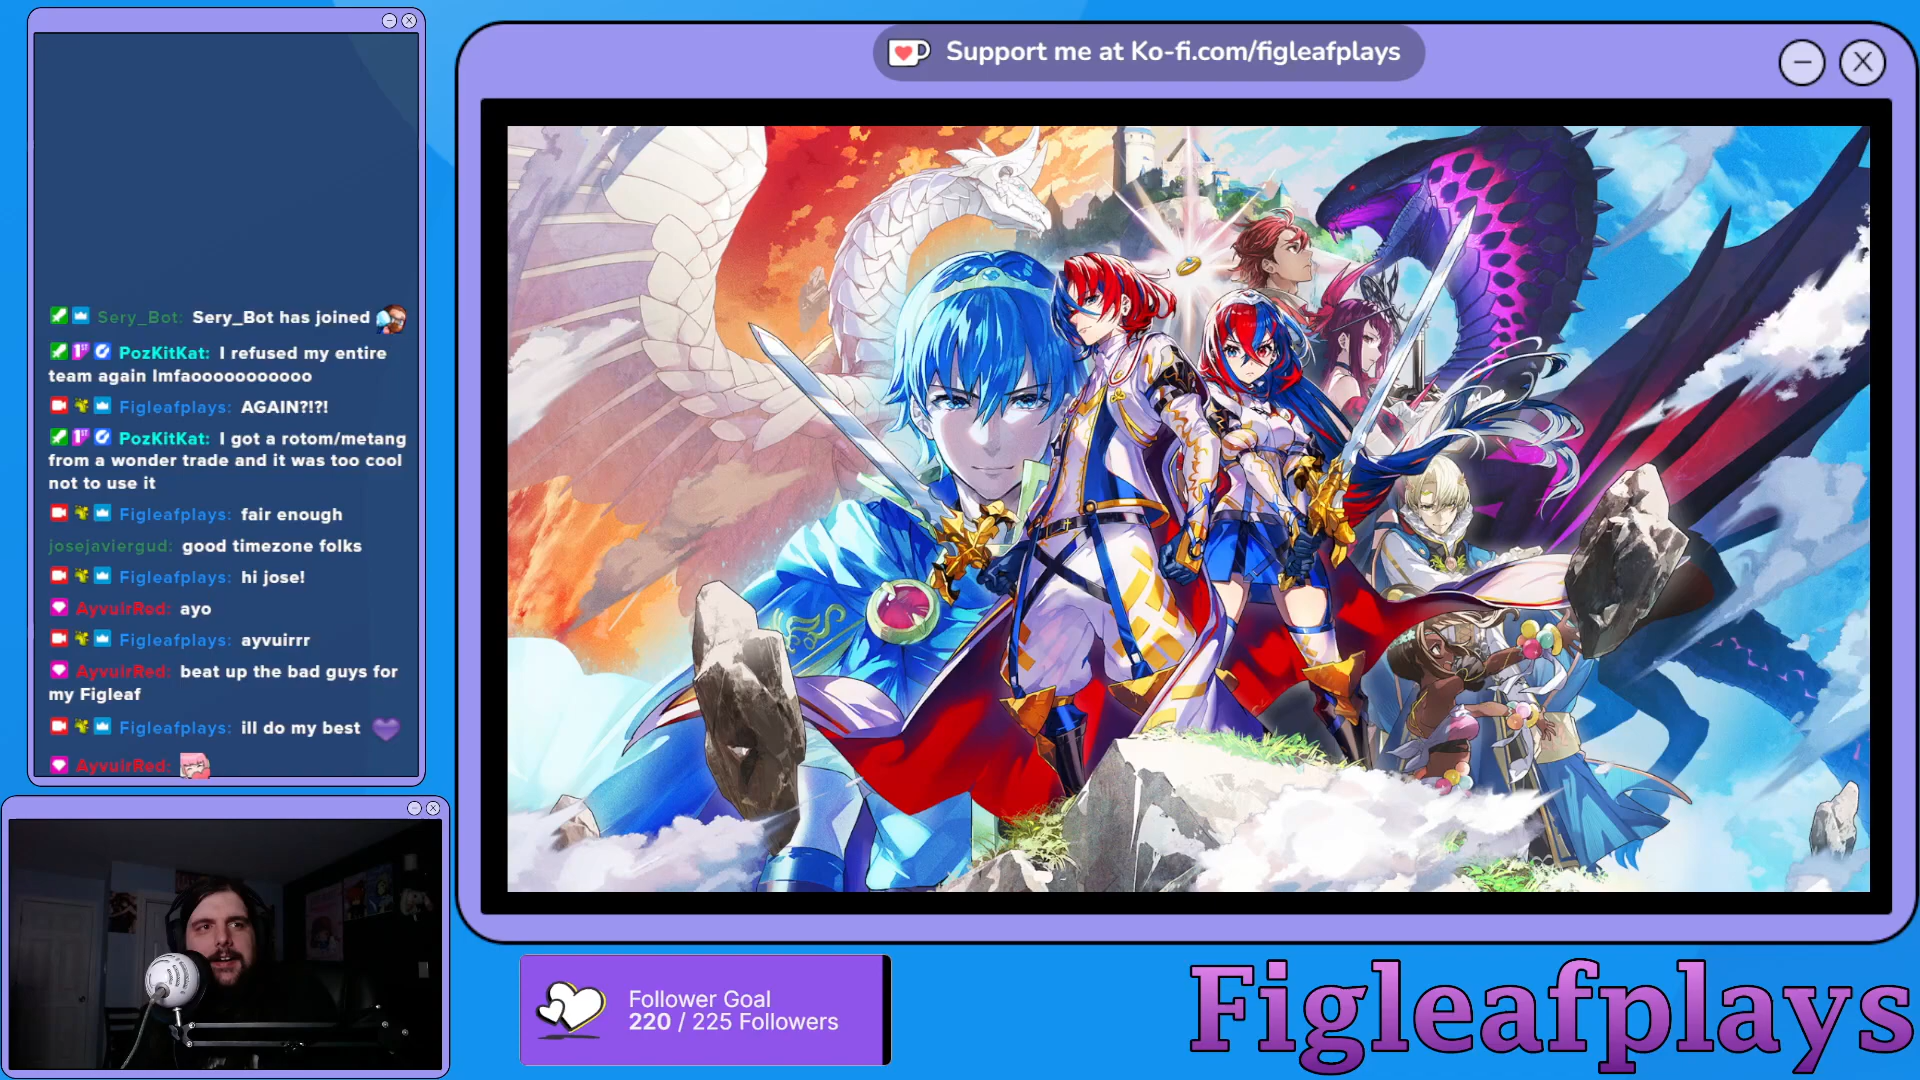 Support me at Ko-fi.com/figleafplays
Sery_Bot: Sery_Bot has joined
PozKitKat: I refused my entire
team again lmfaooooooooooo
Figleafplays: AGAIN?!?!
PozKitKat: I got a rotom/metang
from a wonder trade and it was too cool
not to use it
Figleafplays: fair enough
josejaviergud: good timezone folks
Figleafplays: hi jose!
AyvuirRed: ayo
Figleafplays: ayvuirrr
AyvuirRed: beat up the bad guys for
my Figleaf
Figleafplays: ill do my best
AyvuirRed:
Follower Goal
220 / 225 Followers
Figleafplays